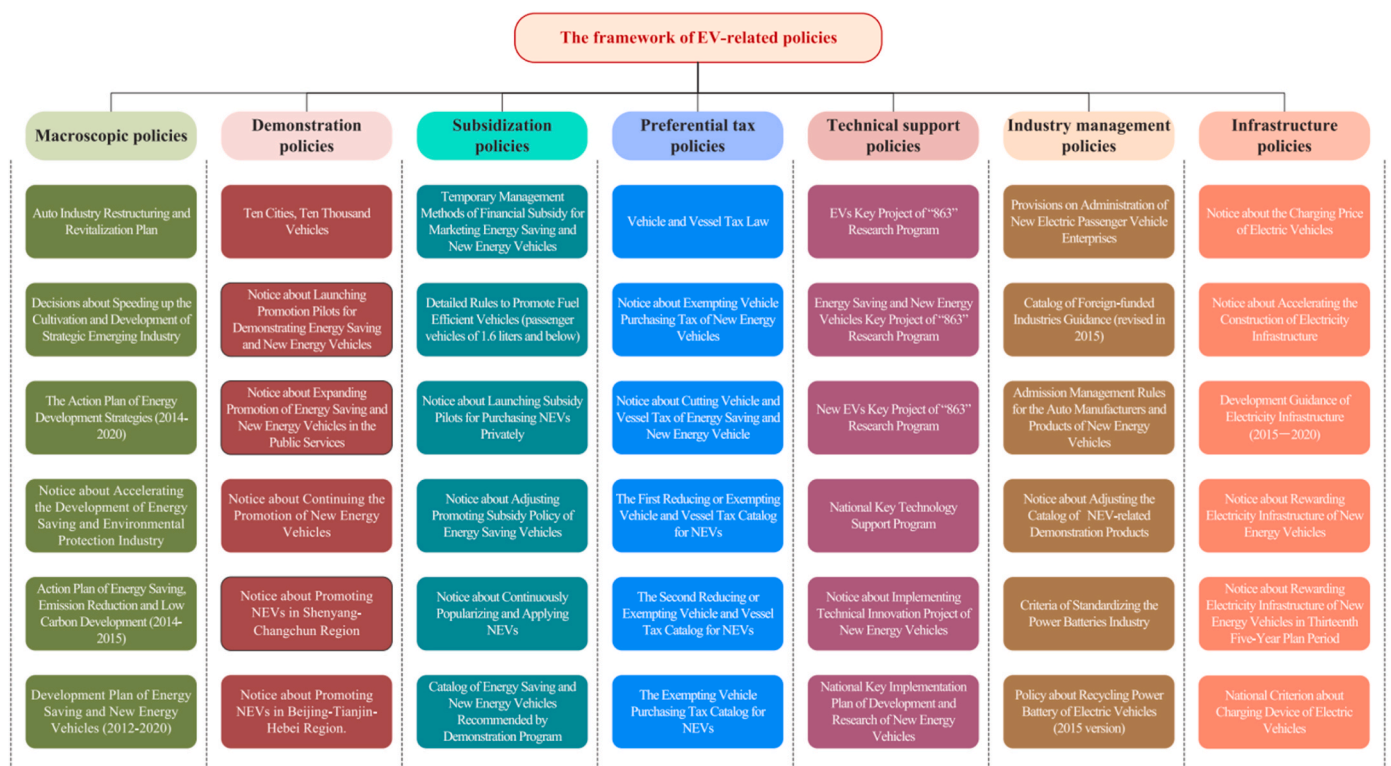 The framework of EV-related policies
Macroscopic policies
Demonstration
policies
Subsidization
policies
Preferential tax
policies
Technical support
policies
Industry management
policies
Infrastructure
policies
Auto Industry Restructuring and
Revitalization Plan
Ten Cities, Ten Thousand
Vehicles
Temporary Management
Methods of Financial Subsidy for
Marketing Energy Saving and
New Energy Vehicles
Vehicle and Vessel Tax Law
EVs Key Project of “863”
Research Program
Provisions on Administration of
New Electric Passenger Vehicle
Enterprises
Notice about the Charging Price
of Electric Vehicles
Decisions about Speeding up the
Cultivation and Development of
Strategic Emerging Industry
Notice about Launching
Promotion Pilots for
Demonstrating Energy Saving
and New Energy Vehicles
Detailed Rules to Promote Fuel
Efficient Vehicles (passenger
vehicles of 1.6 liters and below)
Notice about Exempting Vehicle
Purchasing Tax of New Energy
Vehicles
Energy Saving and New Energy
Vehicles Key Project of “863”
Research Program
Catalog of Foreign-funded
Industries Guidance (revised in
2015)
Notice about Accelerating the
Construction of Electricity
Infrastructure
The Action Plan of Energy
Development Strategies (2014-
2020)
Notice about Expanding
Promotion of Energy Saving and
New Energy Vehicles in the
Public Services
Notice about Launching Subsidy
Pilots for Purchasing NEVs
Privately
Notice about Cutting Vehicle and
Vessel Tax of Energy Saving and
New Energy Vehicle
New EVs Key Project of “863”
Research Program
Admission Management Rules
for the Auto Manufacturers and
Products of New Energy
Vehicles
Development Guidance of
Electricity Infrastructure
(2015—2020)
Notice about Accelerating
the Development of Energy
Saving and Environmental
Protection Industry
Notice about Continuing the
Promotion of New Energy
Vehicles
Notice about Adjusting
Promoting Subsidy Policy of
Energy Saving Vehicles
The First Reducing or Exempting
Vehicle and Vessel Tax Catalog
for NEVs
National Key Technology
Support Program
Notice about Adjusting the
Catalog of NEV-related
Demonstration Products
Notice about Rewarding
Electricity Infrastructure of New
Energy Vehicles
Action Plan of Energy Saving,
Emission Reduction and Low
Carbon Development (2014-
2015)
Notice about Promoting
NEVs in Shenyang-
Changchun Region
Notice about Continuously
Popularizing and Applying
NEVs
The Second Reducing or
Exempting Vehicle and Vessel
Tax Catalog for NEVs
Notice about Implementing
Technical Innovation Project of
New Energy Vehicles
Criteria of Standardizing the
Power Batteries Industry
Notice about Rewarding
Electricity Infrastructure of New
Energy Vehicles in Thirteenth
Five-Year Plan Period
Development Plan of Energy
Saving and New Energy
Vehicles (2012-2020)
Notice about Promoting
NEVs in Beijing-Tianjin-
Hebei Region.
Catalog of Energy Saving and
New Energy Vehicles
Recommended by
Demonstration Program
The Exempting Vehicle
Purchasing Tax Catalog for
NEVs
National Key Implementation
Plan of Development and
Research of New Energy
Vehicles
Policy about Recycling Power
Battery of Electric Vehicles
(2015 version)
National Criterion about
Charging Device of Electric
Vehicles